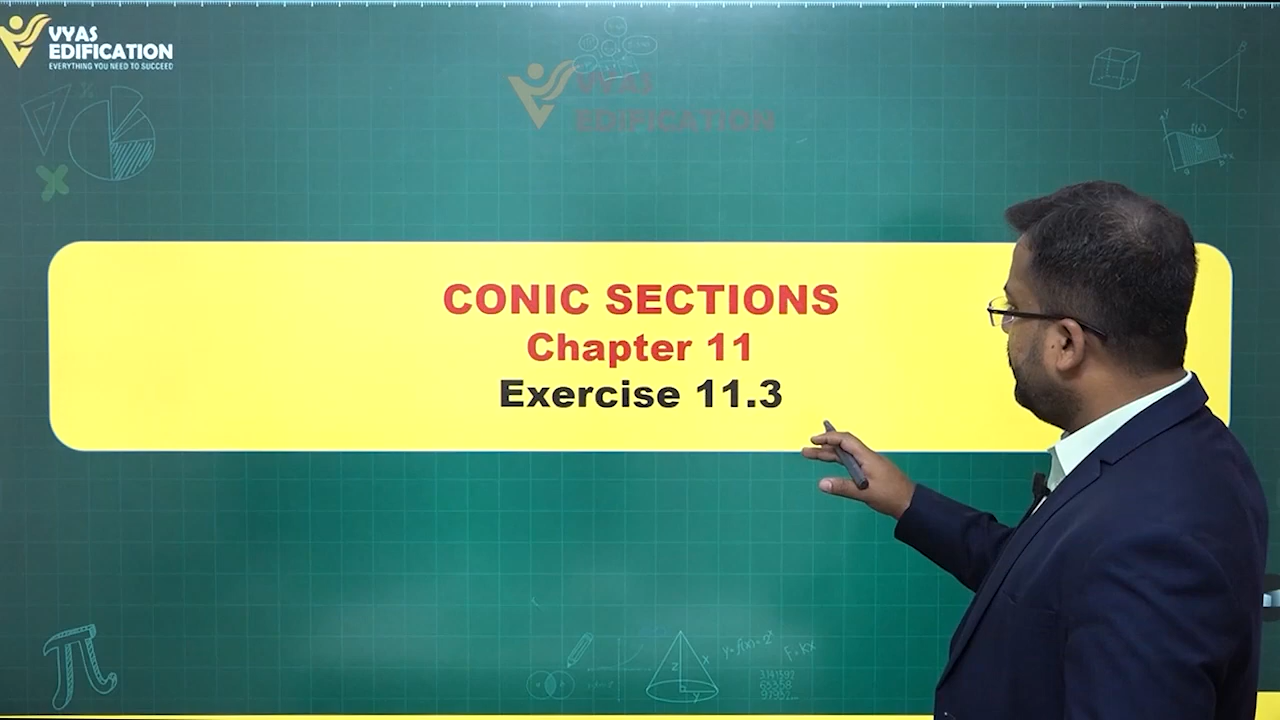 VYAS
EDIFICATION
EVERYTHING YOU NEED TO SUCCEED
VYAS
EDIFICATION
CONIC SECTIONS
Chapter 11
Exercise 11.3